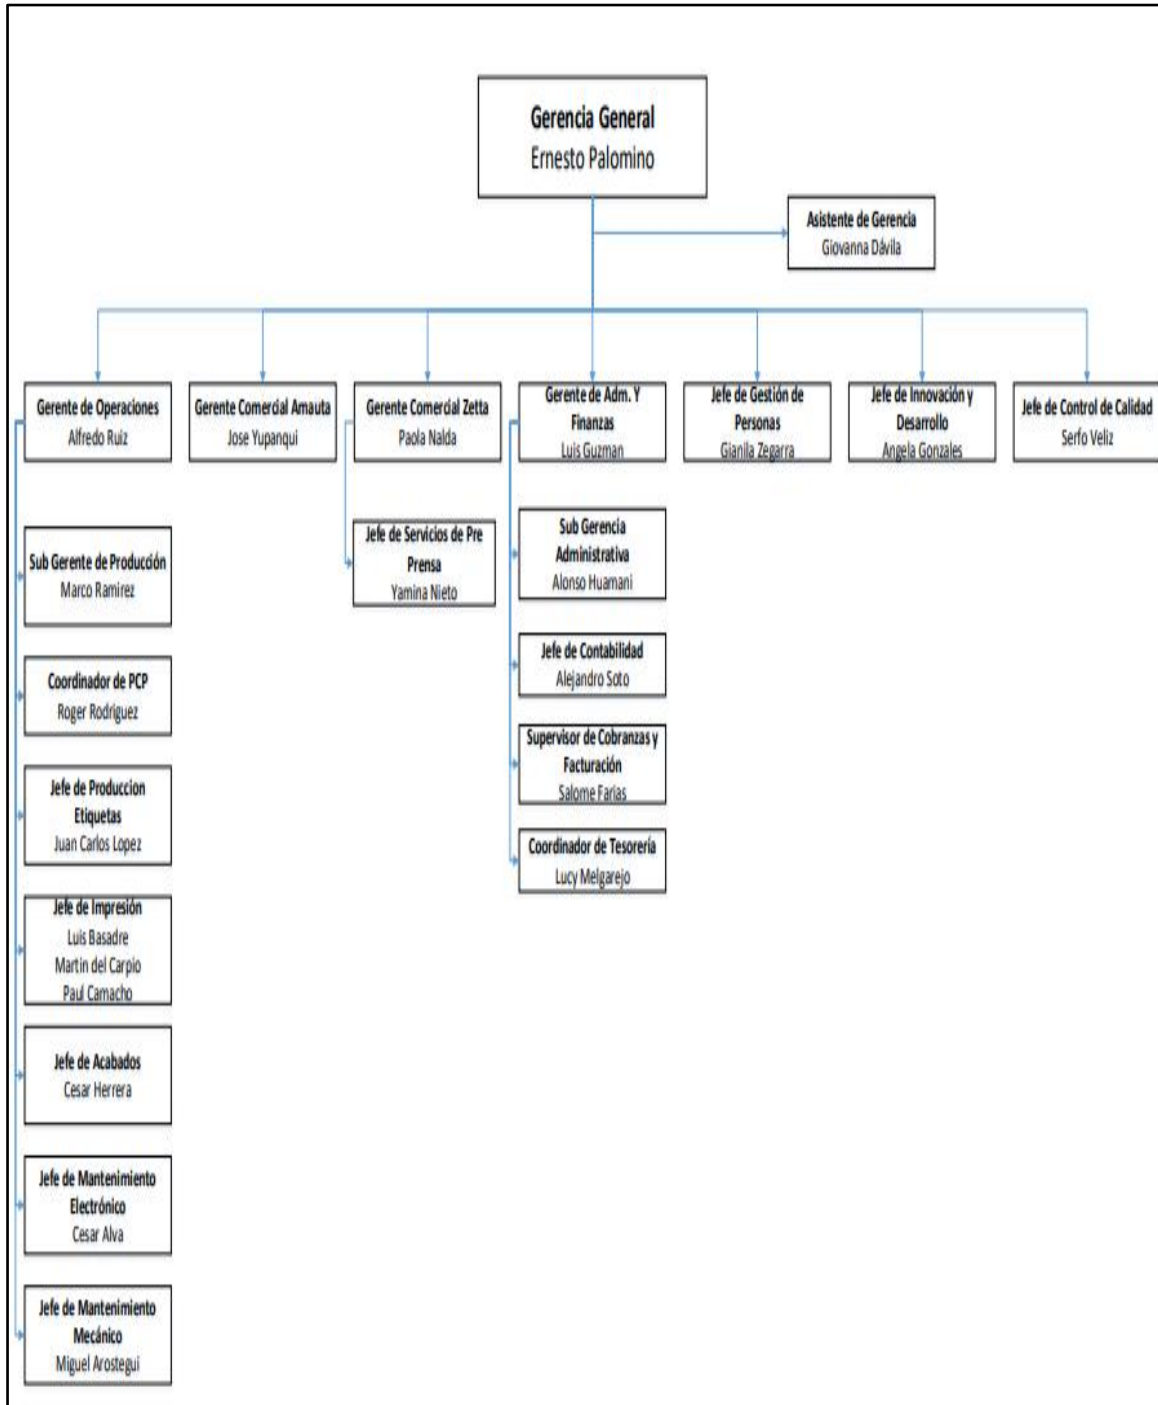 Gerencia General
Ernesto Palomino
Asistente de Gerencia
Giovanna Dávila
Gerente de Operaciones
Alfredo Ruiz
Gerente Comercial Amauta
Jose Yupanqui
Gerente Comercial Zetta
Paola Nalda
Gerente de Adm. Y
Finanzas
Luis Guzman
Jefe de Gestión de
Personas
Gianila Zegarra
Jefe de Innovación y
Desarrollo
Angela Gonzales
Jefe de Control de Calidad
Serfo Veliz
Sub Gerente de Producción
Marco Ramirez
Coordinador de PCP
Roger Rodriguez
Jefe de Produccion
Etiquetas
Juan Carlos Lopez
Jefe de Impresión
Luis Basadre
Martin del Carpio
Paul Camacho
Jefe de Acabados
Cesar Herrera
Jefe de Mantenimiento
Electrónico
Cesar Alva
Jefe de Mantenimiento
Mecánico
Miguel Arostegui
Jefe de Servicios de Pre
Prensa
Yamina Nieto
Sub Gerencia
Administrativa
Alonso Huamani
Jefe de Contabilidad
Alejandro Soto
Supervisor de Cobranzas y
Facturación
Salome Farias
Coordinador de Tesorería
Lucy Melgarejo